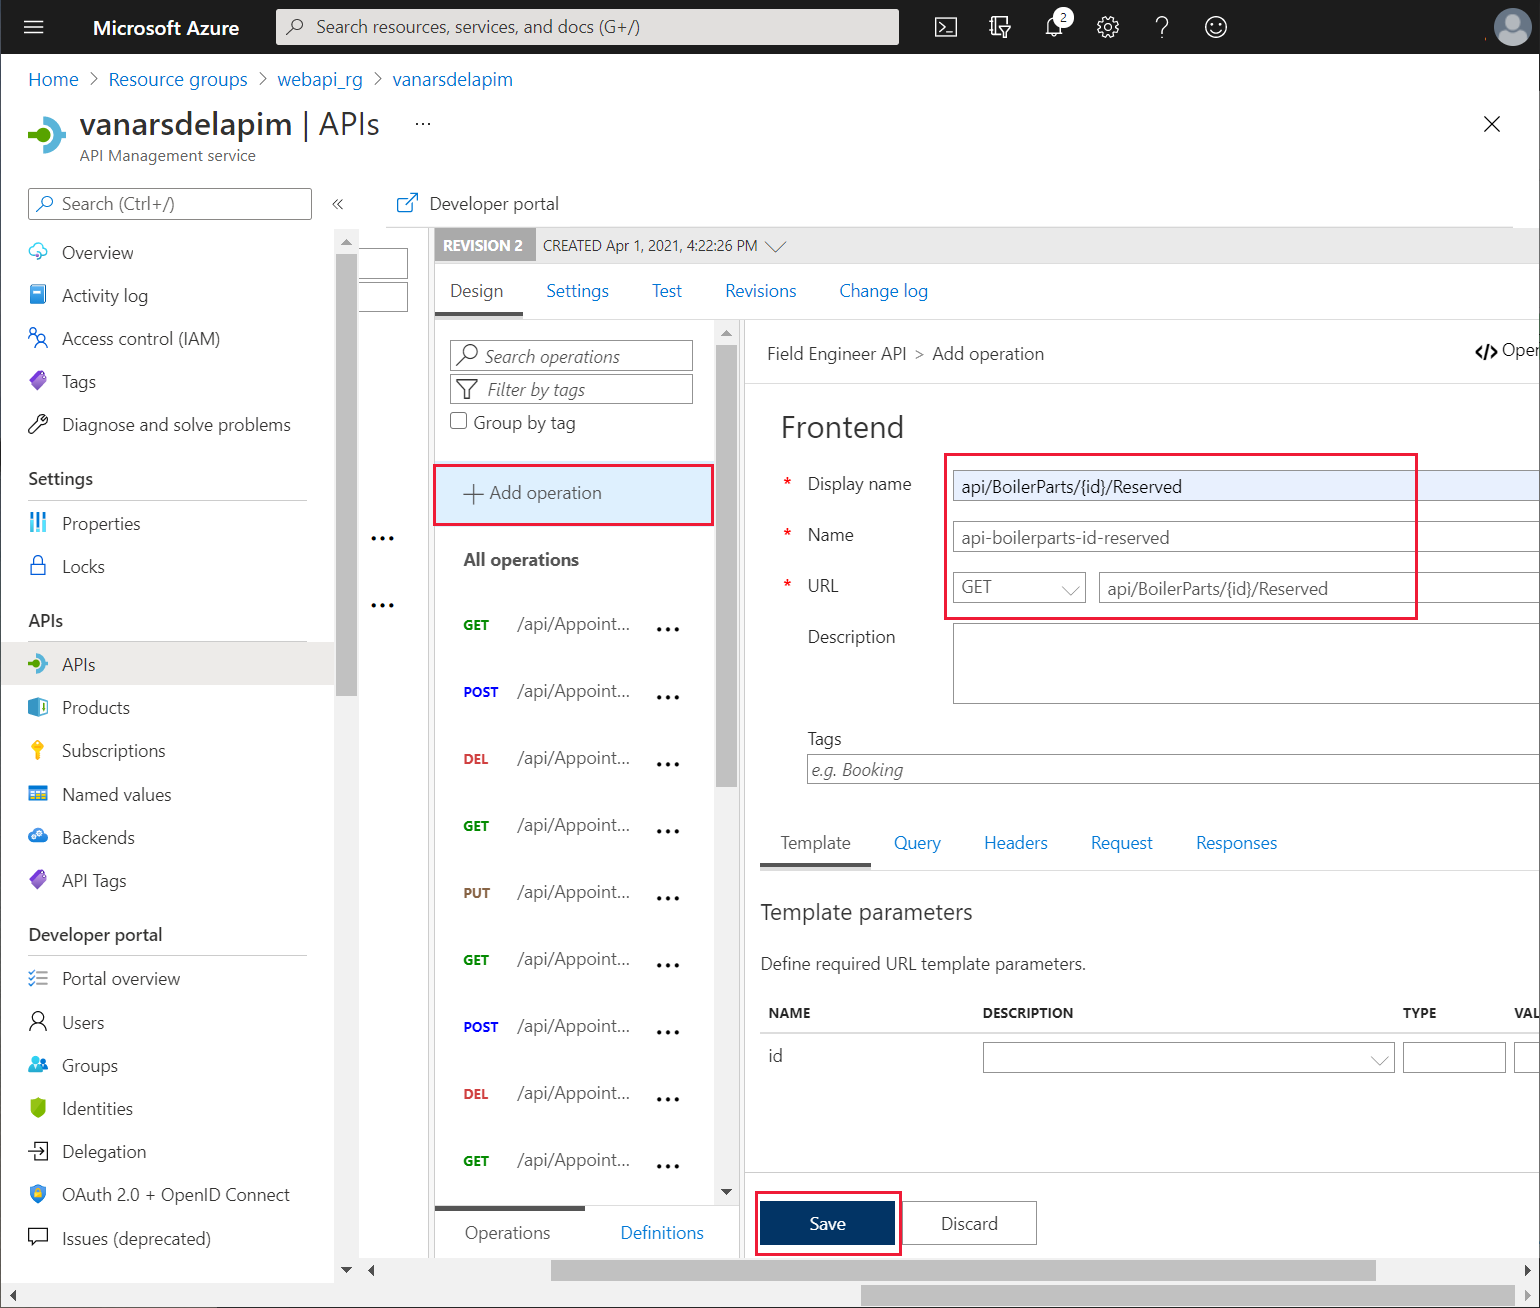 Microsoft Azure
Search resources, services, and docs (G+/)
2
Home > Resource groups > webapi_rg > vanarsdelapim
vanarsdelapim | APIs ...
API Management service
Search (Ctrl+/)
«
Developer portal
Overview
Activity log
Access control (IAM)
Tags
Diagnose and solve problems
Settings
Properties
Locks
APIs
APIs
Products
Subscriptions
Named values
Backends
API Tags
Developer portal
Portal overview
Users
Groups
Identities
Delegation
OAuth 2.0 + OpenID Connect
Issues (deprecated)
REVISION 2 CREATED Apr 1, 2021, 4:22:26 PM
Design Settings Test Revisions Change log
Search operations
Filter by tags
Group by tag
+ Add operation
All operations
GET /api/Appoint... ...
POST /api/Appoint... ...
DEL /api/Appoint... ...
GET /api/Appoint... ...
PUT /api/Appoint... ...
GET /api/Appoint... ...
POST /api/Appoint... ...
DEL /api/Appoint... ...
GET /api/Appoint... ...
Operations Definitions
Field Engineer API > Add operation
</> Oper
Frontend
* Display name api/BoilerParts/{id}/Reserved
* Name api-boilerparts-id-reserved
* URL GET api/BoilerParts/{id}/Reserved
Description
Tags
e.g. Booking
Template Query Headers Request Responses
Template parameters
Define required URL template parameters.
NAME DESCRIPTION TYPE VAL
id
Save Discard